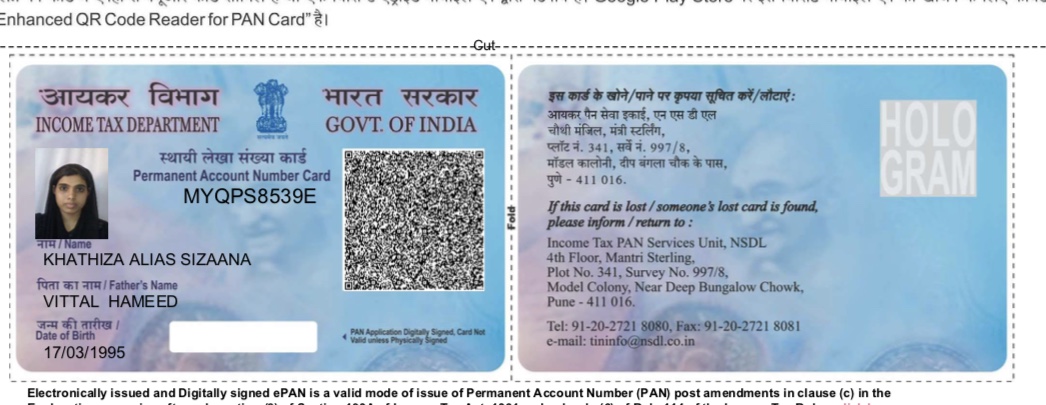 Enhanced QR Code Reader for PAN Card" है।
Cut
आयकर विभाग
INCOME TAX DEPARTMENT
भारत सरकार
GOVT. OF INDIA
स्थायी लेखा संख्या कार्ड
Permanent Account Number Card
MYQPS8539E
नाम / Name
KHATHIZA ALIAS SIZAANA
पिता का नाम / Father's Name
VITTAL HAMEED
जन्म की तारीख /
Date of Birth
17/03/1995
PAN Application Digitally Signed, Card Not
Valid unless Physically Signed
Fold
इस कार्ड के खोने/पाने पर कृपया सूचित करें/लौटाएं :
आयकर पैन सेवा इकाई, एन एस डी एल
चौथी मंजिल, मंत्री स्टर्लिंग,
प्लॉट नं. 341, सर्वे नं. 997/8,
मॉडल कालोनी, दीप बंगला चौक के पास,
पुणे - 411 016.
If this card is lost / someone's lost card is found,
please inform / return to :
Income Tax PAN Services Unit, NSDL
4th Floor, Mantri Sterling,
Plot No. 341, Survey No. 997/8,
Model Colony, Near Deep Bungalow Chowk,
Pune - 411 016.
Tel: 91-20-2721 8080, Fax: 91-20-2721 8081
e-mail: tininfo@nsdl.co.in
HOLO
GRAM
Electronically issued and Digitally signed ePAN is a valid mode of issue of Permanent Account Number (PAN) post amendments in clause (c) in the